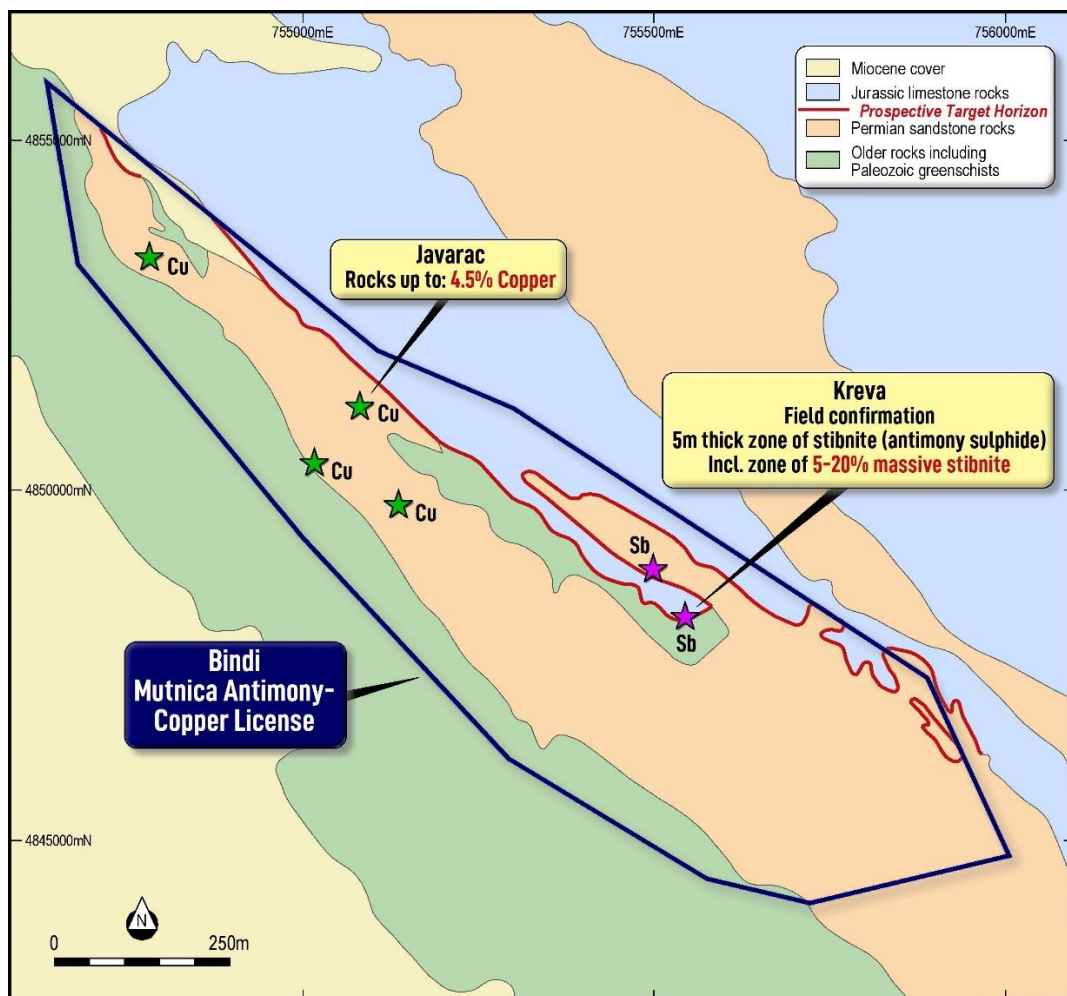 755000mE
755500mE
756000mE
Miocene cover
Jurassic limestone rocks
Prospective Target Horizon
Permian sandstone rocks
Older rocks including
Paleozoic greenschists
4855000mN
Javarac
Rocks up to: 4.5% Copper
Cu
Cu
Kreva
Field confirmation
5m thick zone of stibnite (antimony sulphide)
Incl. zone of 5-20% massive stibnite
Cu
4850000mN
Cu
Sb
Sb
Bindi
Mutnica Antimony-
Copper License
4845000mN
N
0
250m